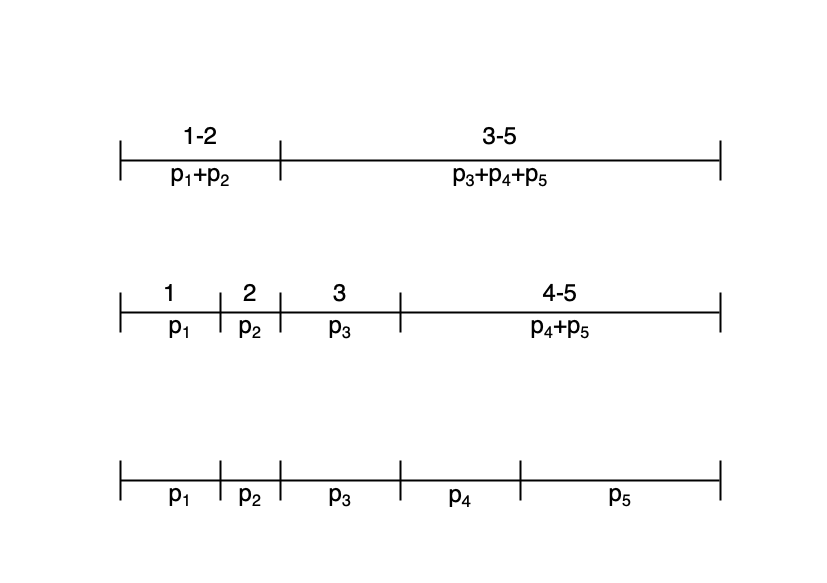 1-2 3-5
p₁+p₂ p₃+p₄+p₅
1 2 3 4-5
p₁ p₂ p₃ p₄+p₅
p₁ p₂ p₃ p₄ p₅